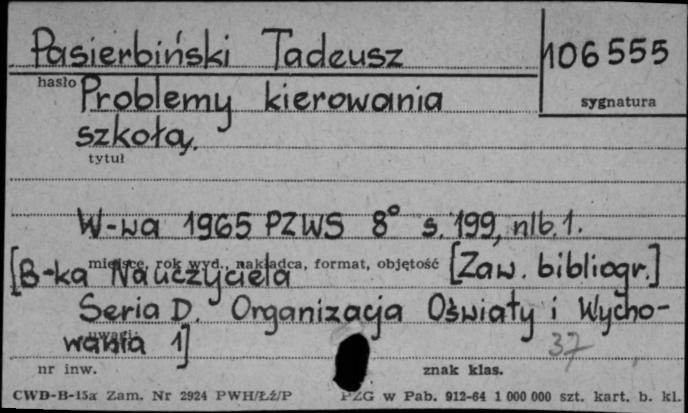 Pasierbiński Tadeusz 106555
hasło sygnatura
Problemy kierowania
szkołą.
tytuł
W-wa 1965 PZWS 8° s. 199, nlb. 1.
miejsce, rok wyd., nakładca, format, objętość
[B-ka Nauczyciela [Zaw. bibliogr.]
Seria D. Organizacja Oświaty i Wycho-
wania 1]
uwagi
37
nr inw. znak klas.
CWD-B-15a Zam. Nr 2924 PWH/Łź/P PZG w Pab. 912-64 1 000 000 szt. kart. b. kl.